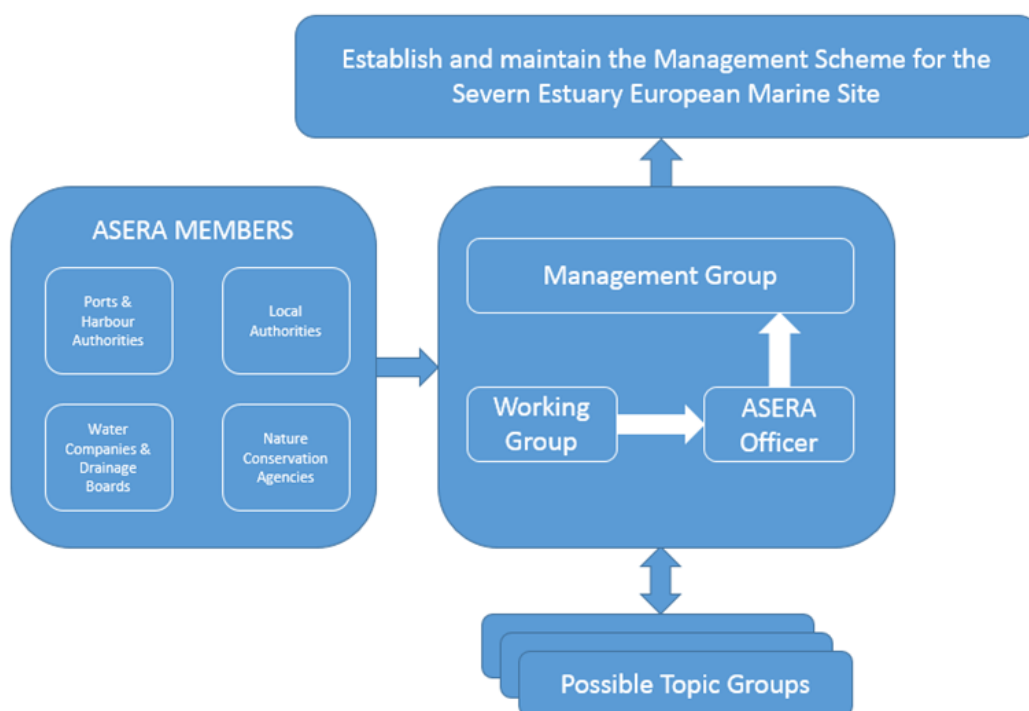 Establish and maintain the Management Scheme for the
Severn Estuary European Marine Site
ASERA MEMBERS
Ports &
Harbour
Authorities
Local
Authorities
Water
Companies &
Drainage
Boards
Nature
Conservation
Agencies
Management Group
Working
Group
ASERA
Officer
Possible Topic Groups